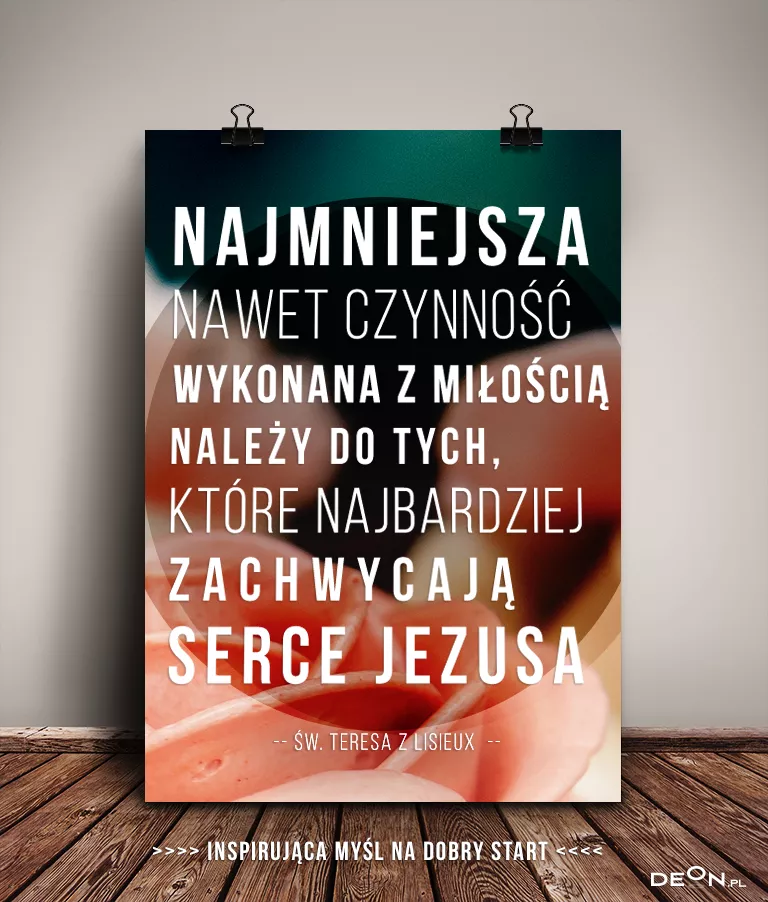 NAJMNIEJSZA
NAWET CZYNNOŚĆ
WYKONANA Z MIŁOŚCIĄ
NALEŻY DO TYCH,
KTÓRE NAJBARDZIEJ
ZACHWYCAJĄ
SERCE JEZUSA
-- ŚW. TERESA Z LISIEUX --
>>>> INSPIRUJĄCA MYŚL NA DOBRY START <<<<
DEON.PL